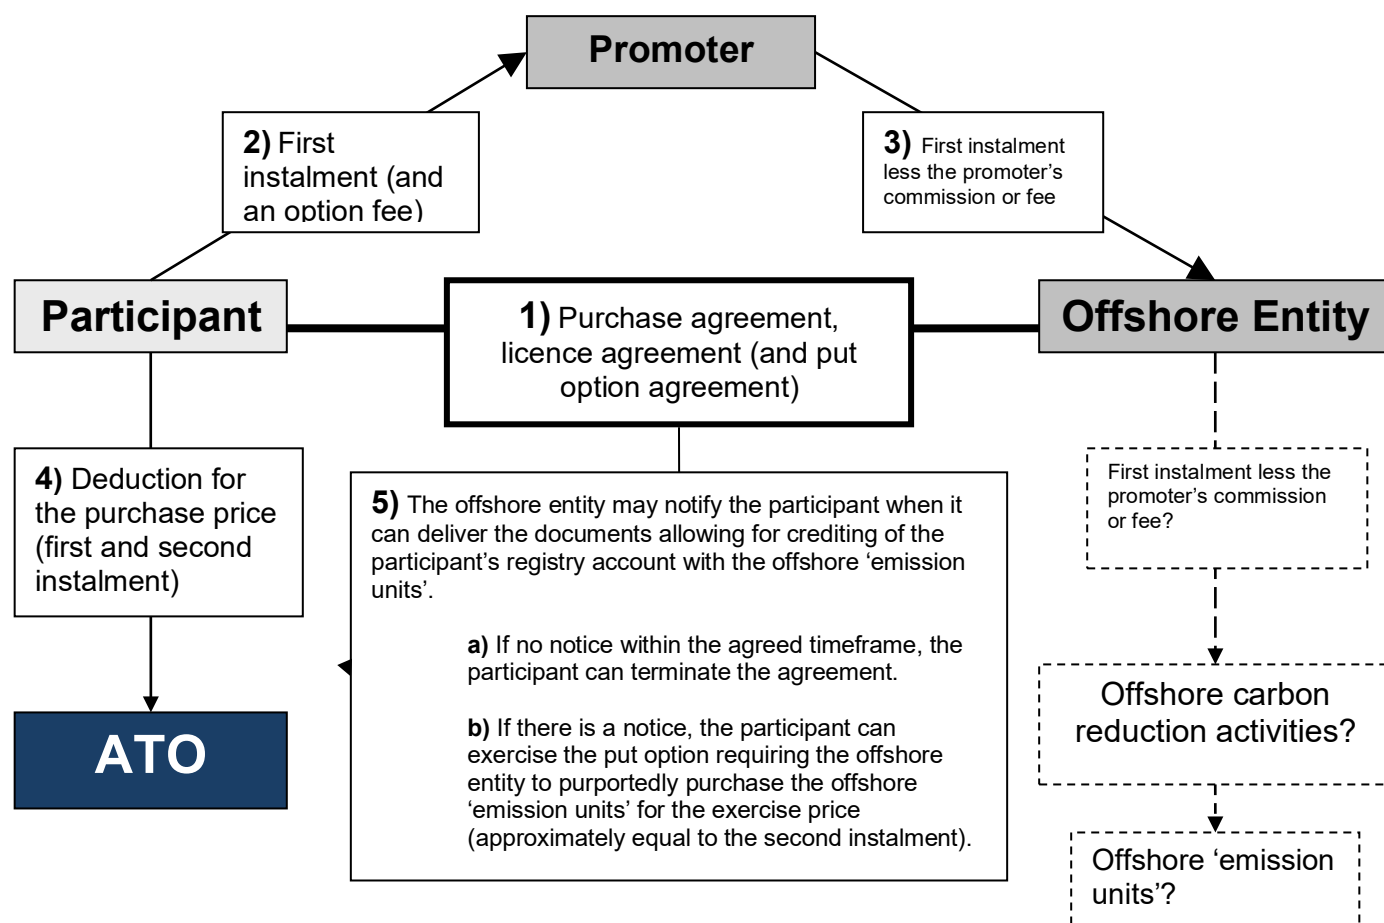 Promoter
2) First
instalment (and
an option fee)
3) First instalment
less the promoter’s
commission or fee
Participant
1) Purchase agreement,
licence agreement (and put
option agreement)
Offshore Entity
4) Deduction for
the purchase price
(first and second
instalment)
5) The offshore entity may notify the participant when it
can deliver the documents allowing for crediting of the
participant’s registry account with the offshore ‘emission
units’.
a) If no notice within the agreed timeframe, the
participant can terminate the agreement.
b) If there is a notice, the participant can
exercise the put option requiring the offshore
entity to purportedly purchase the offshore
‘emission units’ for the exercise price
(approximately equal to the second instalment).
First instalment less the
promoter’s commission
or fee?
ATO
Offshore carbon
reduction activities?
Offshore ‘emission
units’?